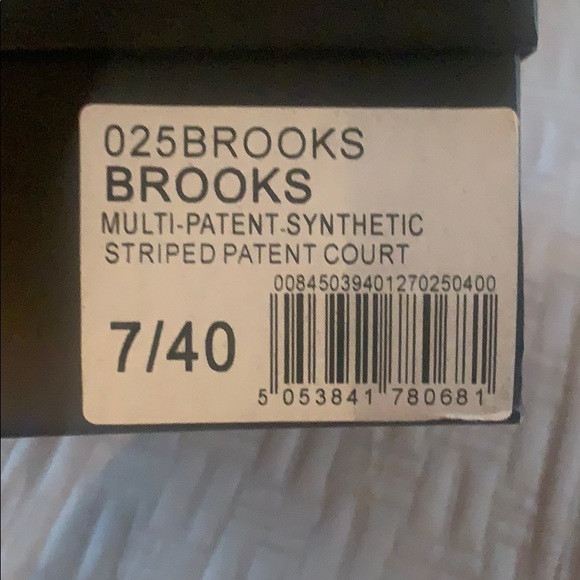 025BROOKS
BROOKS
MULTI-PATENT-SYNTHETIC
STRIPED PATENT COURT
00845039401270250400
7/40
5 053841 780681